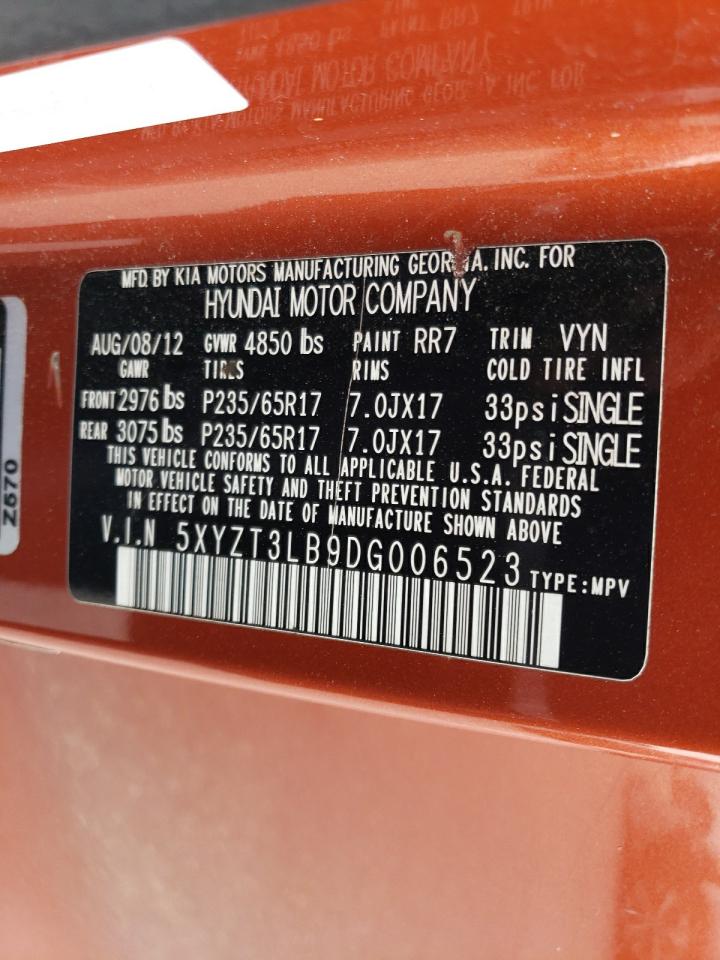 MFD. BY KIA MOTORS MANUFACTURING GEORGIA. INC. FOR
HYUNDAI MOTOR COMPANY
AUG/08/12 GVWR 4850 lbs PAINT RR7 TRIM VYN
GAWR TIRES RIMS COLD TIRE INFL
FRONT 2976 lbs P235/65R17 7.0JX17 33psi SINGLE
REAR 3075 lbs P235/65R17 7.0JX17 33psi SINGLE
THIS VEHICLE CONFORMS TO ALL APPLICABLE U.S.A. FEDERAL
MOTOR VEHICLE SAFETY AND THEFT PREVENTION STANDARDS
IN EFFECT ON THE DATE OF MANUFACTURE SHOWN ABOVE
V.I.N 5XYZT3LB9DG006523 TYPE:MPV
Z670